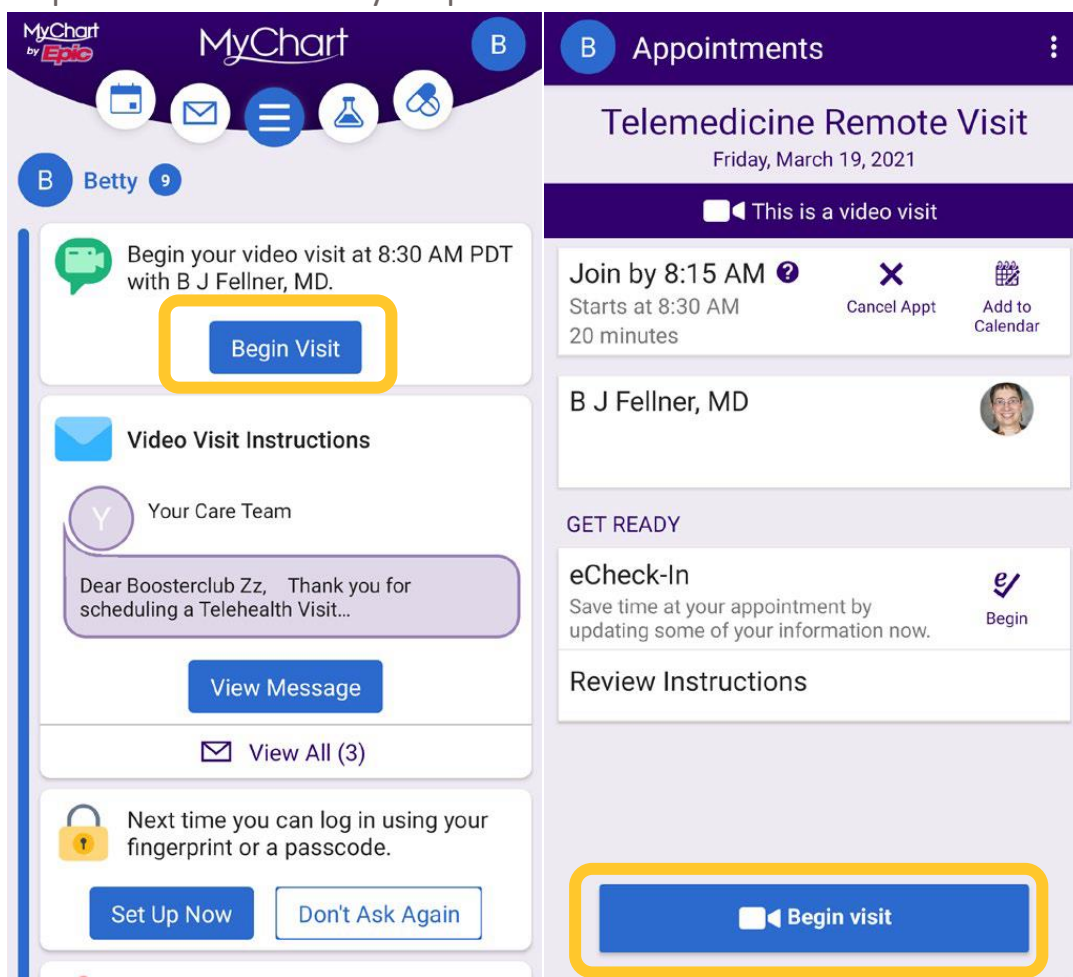 MyChart
by Epic
MyChart
B
B Betty 9
Begin your video visit at 8:30 AM PDT
with B J Fellner, MD.
Begin Visit
Video Visit Instructions
Y
Your Care Team
Dear Boosterclub Zz, Thank you for
scheduling a Telehealth Visit...
View Message
View All (3)
Next time you can log in using your
fingerprint or a passcode.
Set Up Now
Don't Ask Again
B Appointments
Telemedicine Remote Visit
Friday, March 19, 2021
This is a video visit
Join by 8:15 AM ?
Starts at 8:30 AM
20 minutes
Cancel Appt
Add to
Calendar
B J Fellner, MD
GET READY
eCheck-In
Save time at your appointment by
updating some of your information now.
e
Begin
Review Instructions
Begin visit